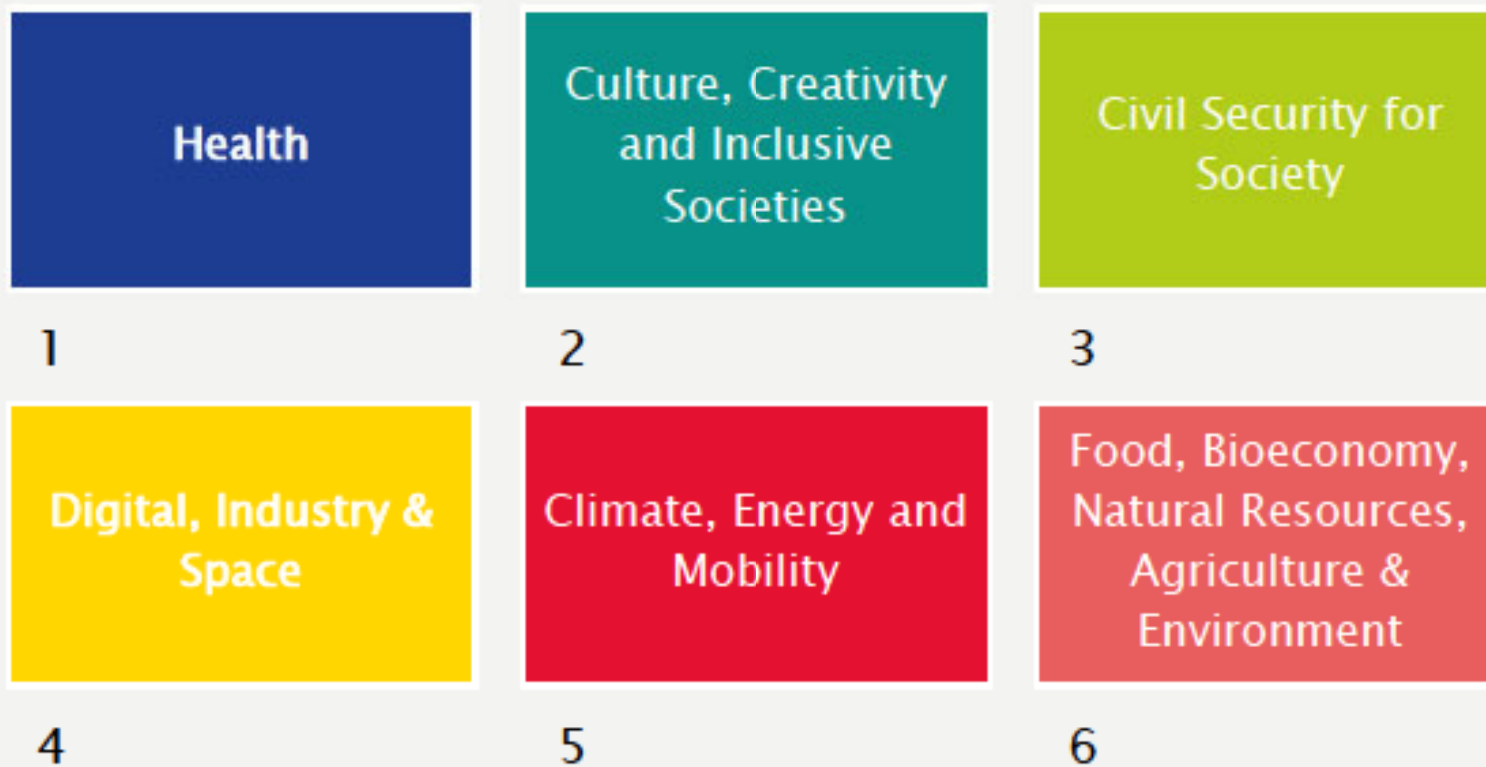 Health
Culture, Creativity
and Inclusive
Societies
Civil Security for
Society
1
2
3
Digital, Industry &
Space
Climate, Energy and
Mobility
Food, Bioeconomy,
Natural Resources,
Agriculture &
Environment
4
5
6